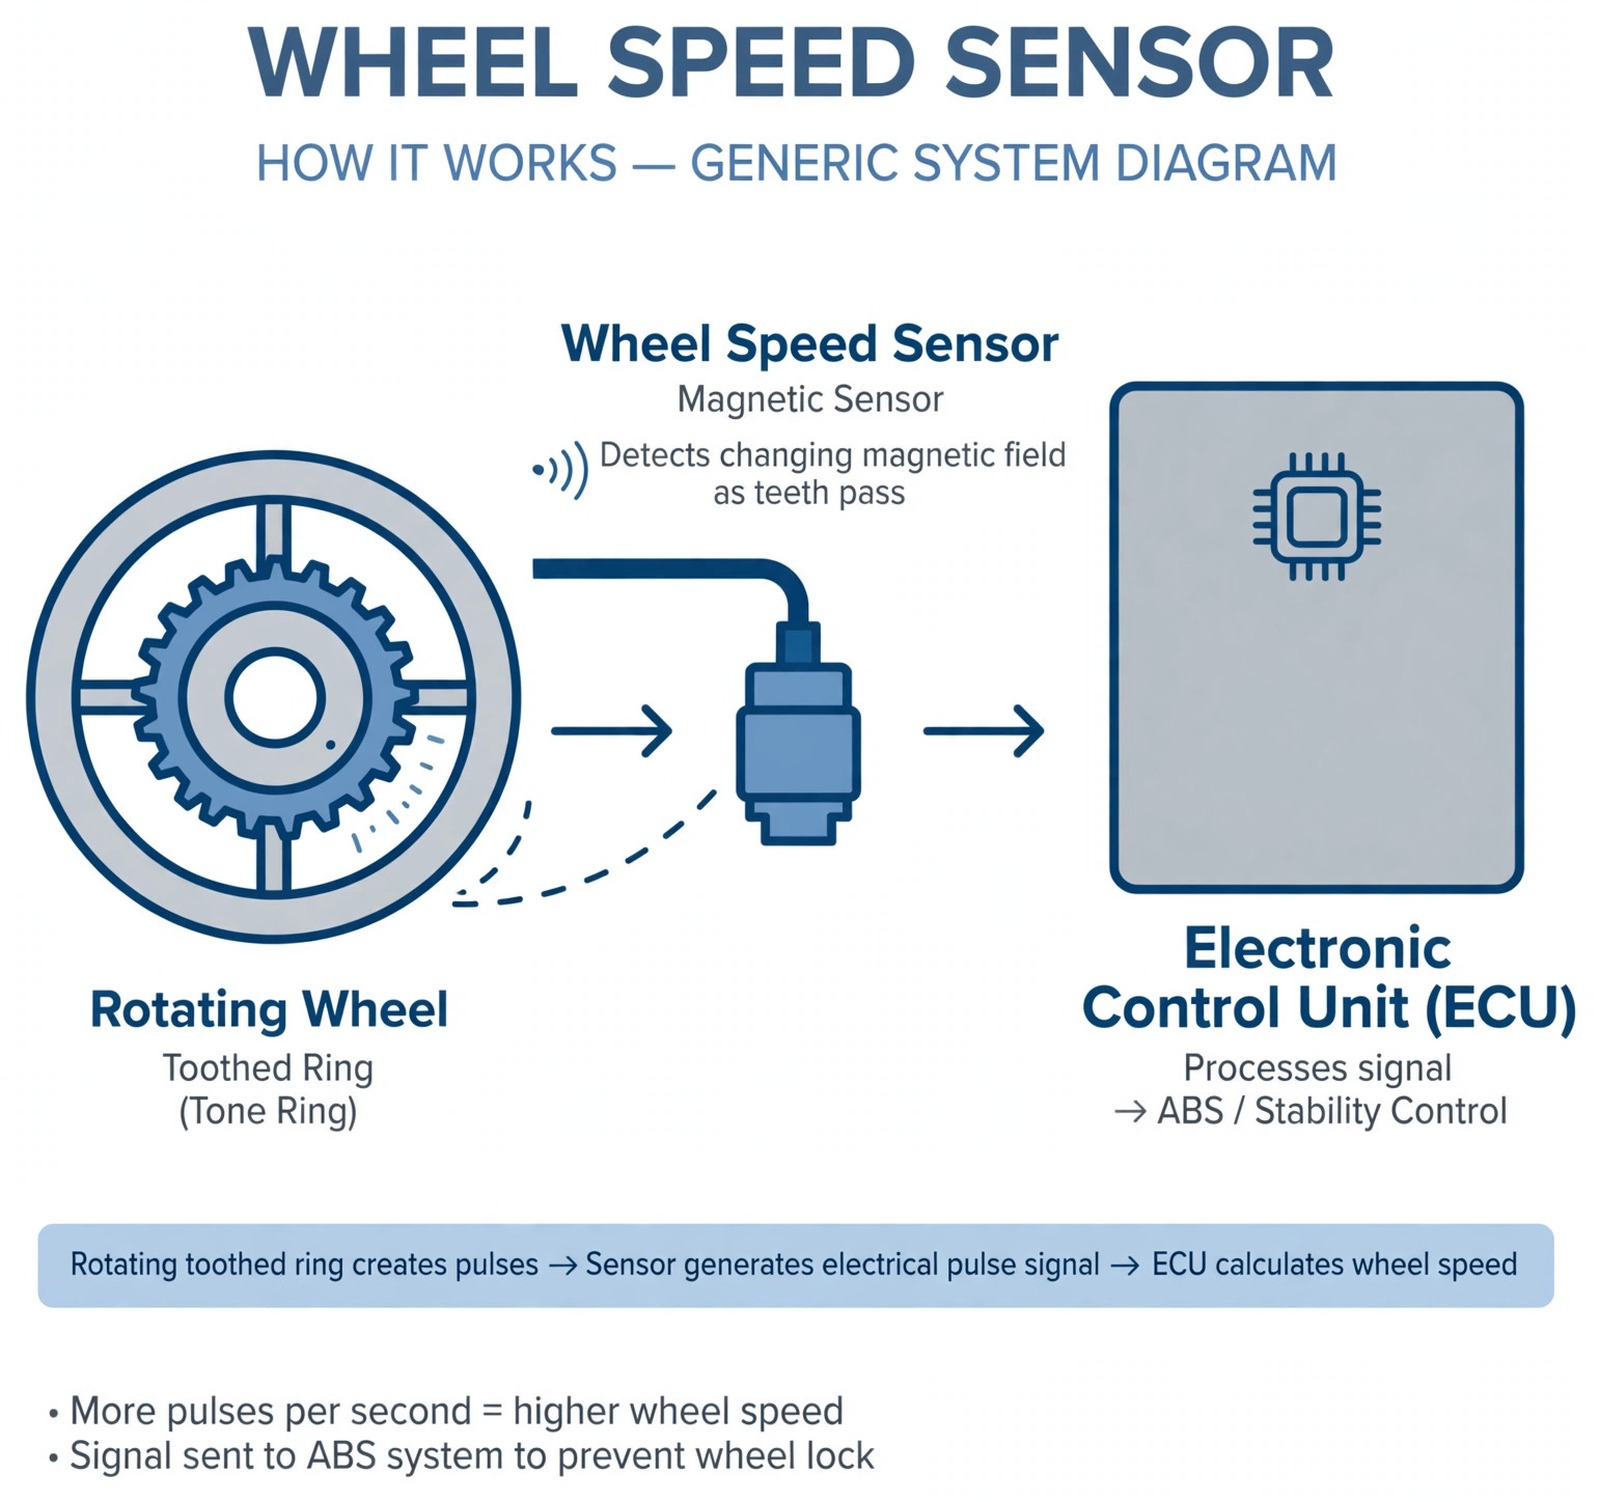 WHEEL SPEED SENSOR
HOW IT WORKS — GENERIC SYSTEM DIAGRAM
Wheel Speed Sensor
Magnetic Sensor
Detects changing magnetic field
as teeth pass
Rotating Wheel
Toothed Ring
(Tone Ring)
Electronic
Control Unit (ECU)
Processes signal
→ ABS / Stability Control
Rotating toothed ring creates pulses → Sensor generates electrical pulse signal → ECU calculates wheel speed
• More pulses per second = higher wheel speed
• Signal sent to ABS system to prevent wheel lock